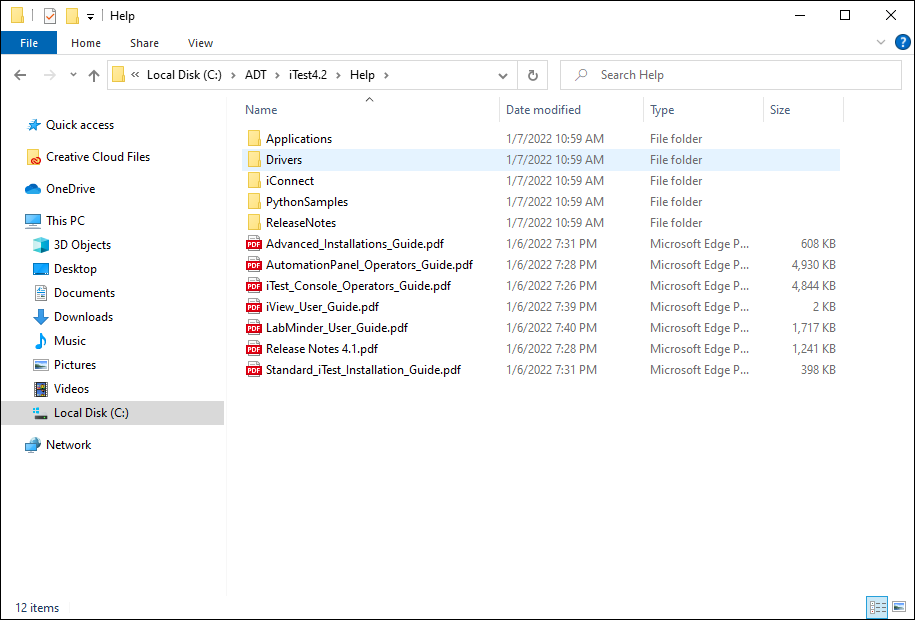 Help
File Home Share View
« Local Disk (C:) > ADT > iTest4.2 > Help > Search Help
Name Date modified Type Size
Quick access
Creative Cloud Files
OneDrive
This PC
3D Objects
Desktop
Documents
Downloads
Music
Pictures
Videos
Local Disk (C:)
Network
Applications 1/7/2022 10:59 AM File folder
Drivers 1/7/2022 10:59 AM File folder
iConnect 1/7/2022 10:59 AM File folder
PythonSamples 1/7/2022 10:59 AM File folder
ReleaseNotes 1/7/2022 10:59 AM File folder
PDF Advanced_Installations_Guide.pdf 1/6/2022 7:31 PM Microsoft Edge P... 608 KB
PDF AutomationPanel_Operators_Guide.pdf 1/6/2022 7:28 PM Microsoft Edge P... 4,930 KB
PDF iTest_Console_Operators_Guide.pdf 1/6/2022 7:26 PM Microsoft Edge P... 4,844 KB
PDF iView_User_Guide.pdf 1/6/2022 7:39 PM Microsoft Edge P... 2 KB
PDF LabMinder_User_Guide.pdf 1/6/2022 7:40 PM Microsoft Edge P... 1,717 KB
PDF Release Notes 4.1.pdf 1/6/2022 7:28 PM Microsoft Edge P... 1,241 KB
PDF Standard_iTest_Installation_Guide.pdf 1/6/2022 7:31 PM Microsoft Edge P... 398 KB
12 items